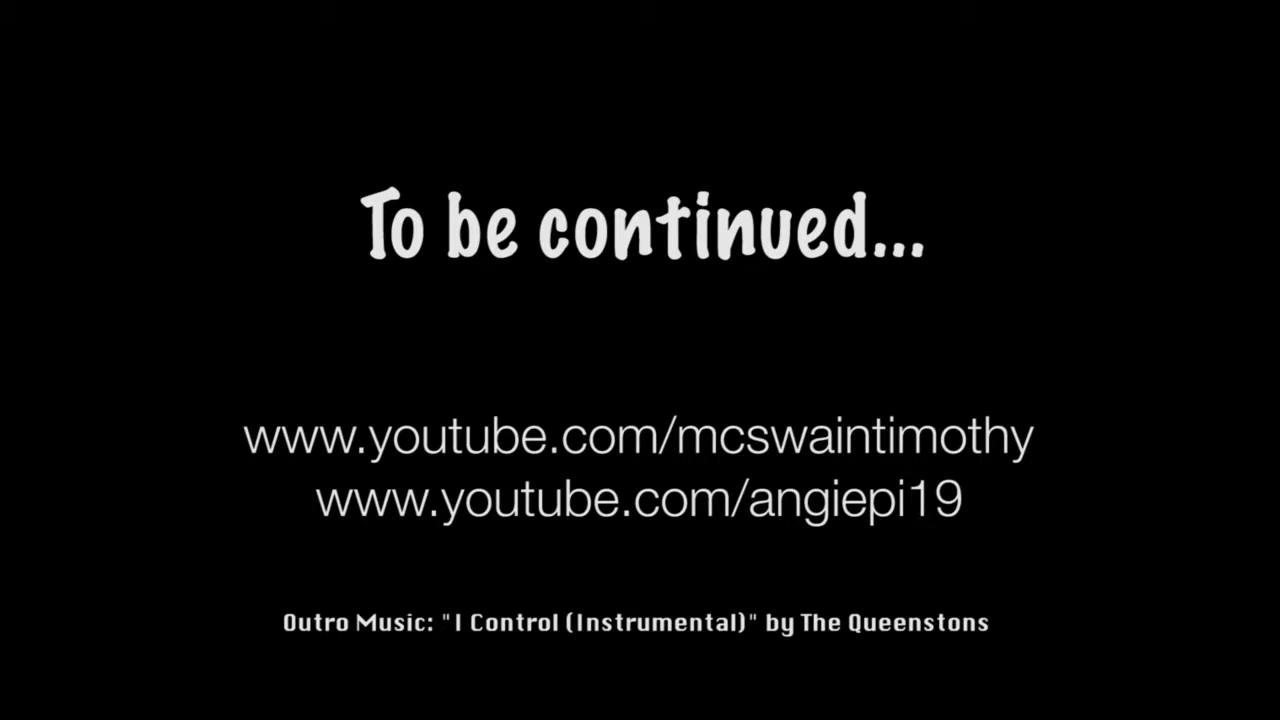 To be continued...
www.youtube.com/mcswaintimothy
www.youtube.com/angiepi19
Outro Music: "I Control (Instrumental)" by The Queenstons